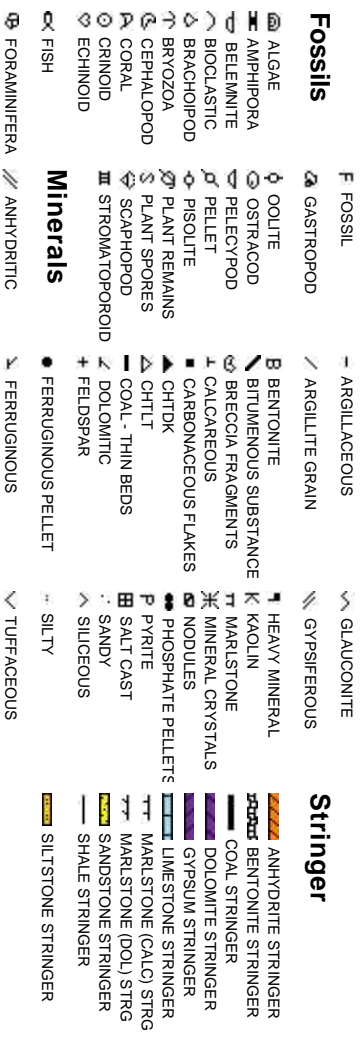 Fossils
ALGAE
AMPHIPORA
BELEMNITE
BIOCLASTIC
BRACHIOPOD
BRYOZOA
CEPHALOPOD
CORAL
CRINOID
ECHINOID
FISH
FORAMINIFERA
F FOSSIL
GASTROPOD
OOLITE
OSTRACOD
PELECYPOD
PELLET
PISOLITE
PLANT REMAINS
PLANT SPORES
SCAPHOPOD
STROMATOPOROID
Minerals
ANHYDRITIC
ARGILLACEOUS
ARGILLITE GRAIN
B BENTONITE
BITUMENOUS SUBSTANCE
BRECCIA FRAGMENTS
CALCAREOUS
CARBONACEOUS FLAKES
CHTDK
CHTLT
COAL - THIN BEDS
DOLOMITIC
FELDSPAR
FERRUGINOUS PELLET
FERRUGINOUS
GLAUCONITE
GYPSIFEROUS
HEAVY MINERAL
K KAOLIN
MARLSTONE
MINERAL CRYSTALS
NODULES
PHOSPHATE PELLETS
P PYRITE
SALT CAST
SANDY
SILICEOUS
SILTY
TUFFACEOUS
Stringer
ANHYDRITE STRINGER
BENTONITE STRINGER
COAL STRINGER
DOLOMITE STRINGER
GYPSUM STRINGER
LIMESTONE STRINGER
MARLSTONE (CALC) STRG
MARLSTONE (DOL) STRG
SANDSTONE STRINGER
SHALE STRINGER
SILTSTONE STRINGER